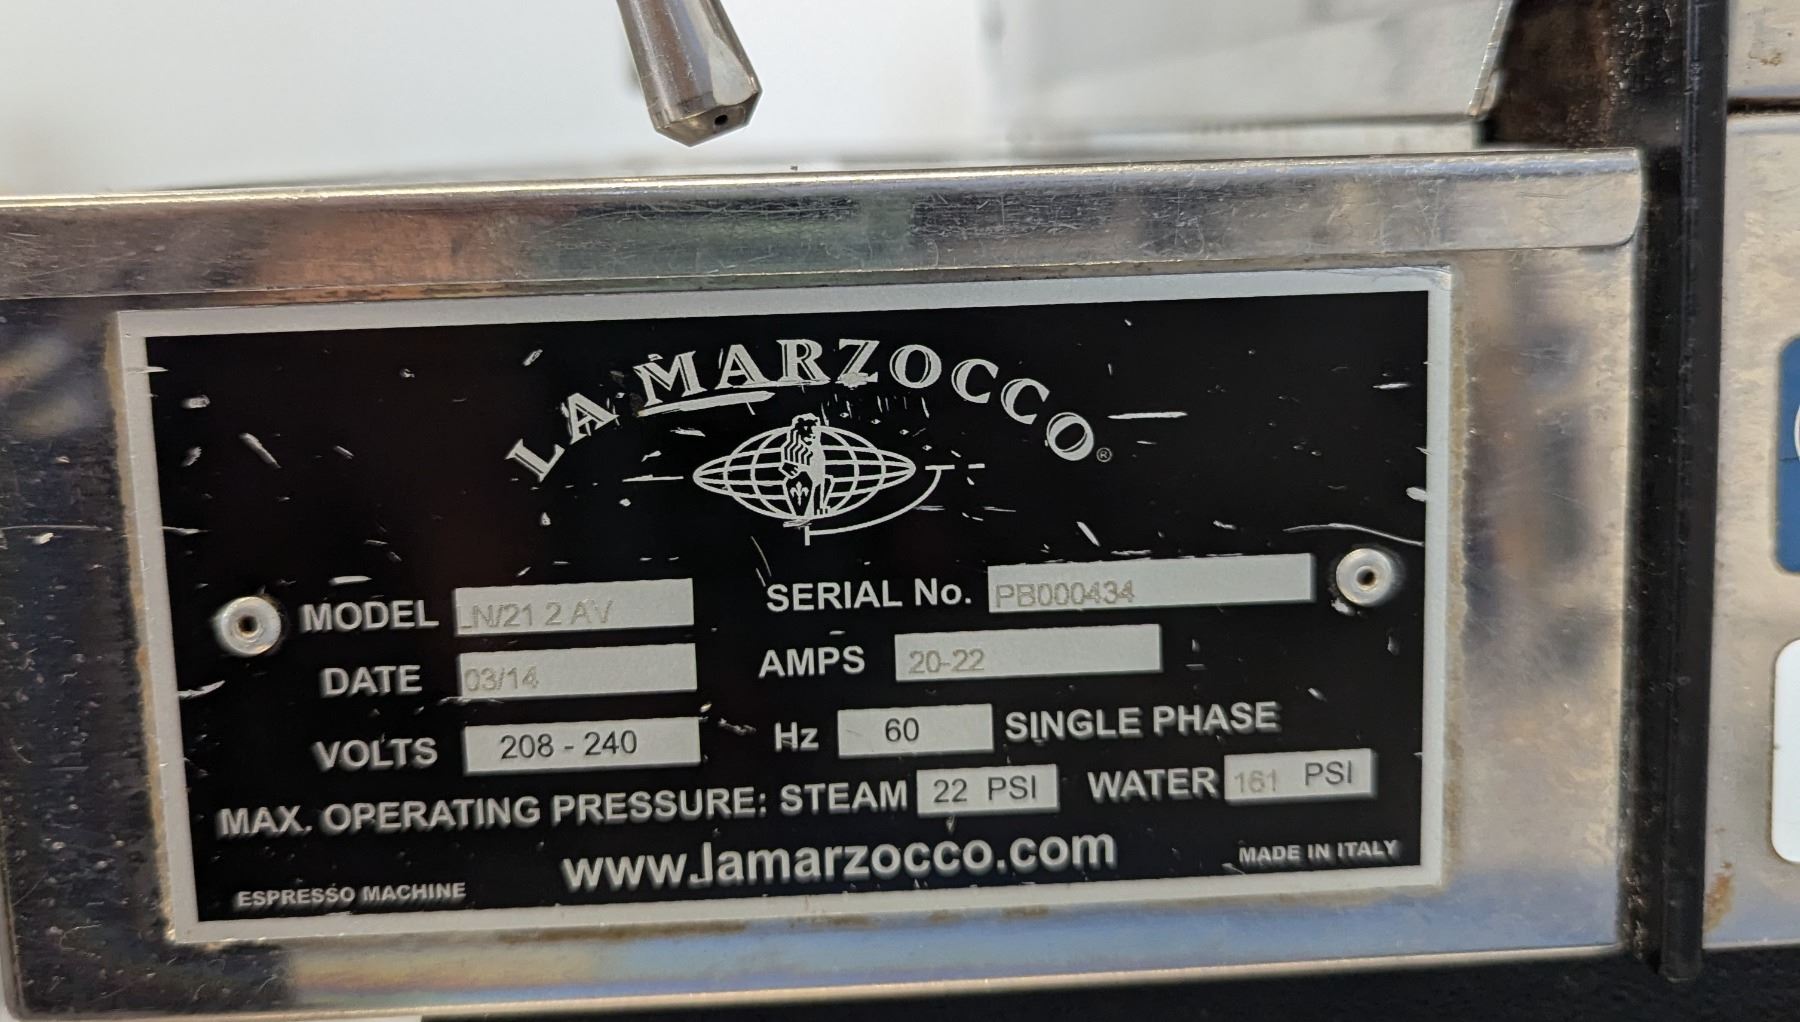 LA MARZOCCO®
MODEL LN/21 2 AV SERIAL No. PB000434
DATE 03/14 AMPS 20-22
VOLTS 208 - 240 Hz 60 SINGLE PHASE
MAX. OPERATING PRESSURE: STEAM 22 PSI WATER 161 PSI
www.lamarzocco.com
ESPRESSO MACHINE MADE IN ITALY